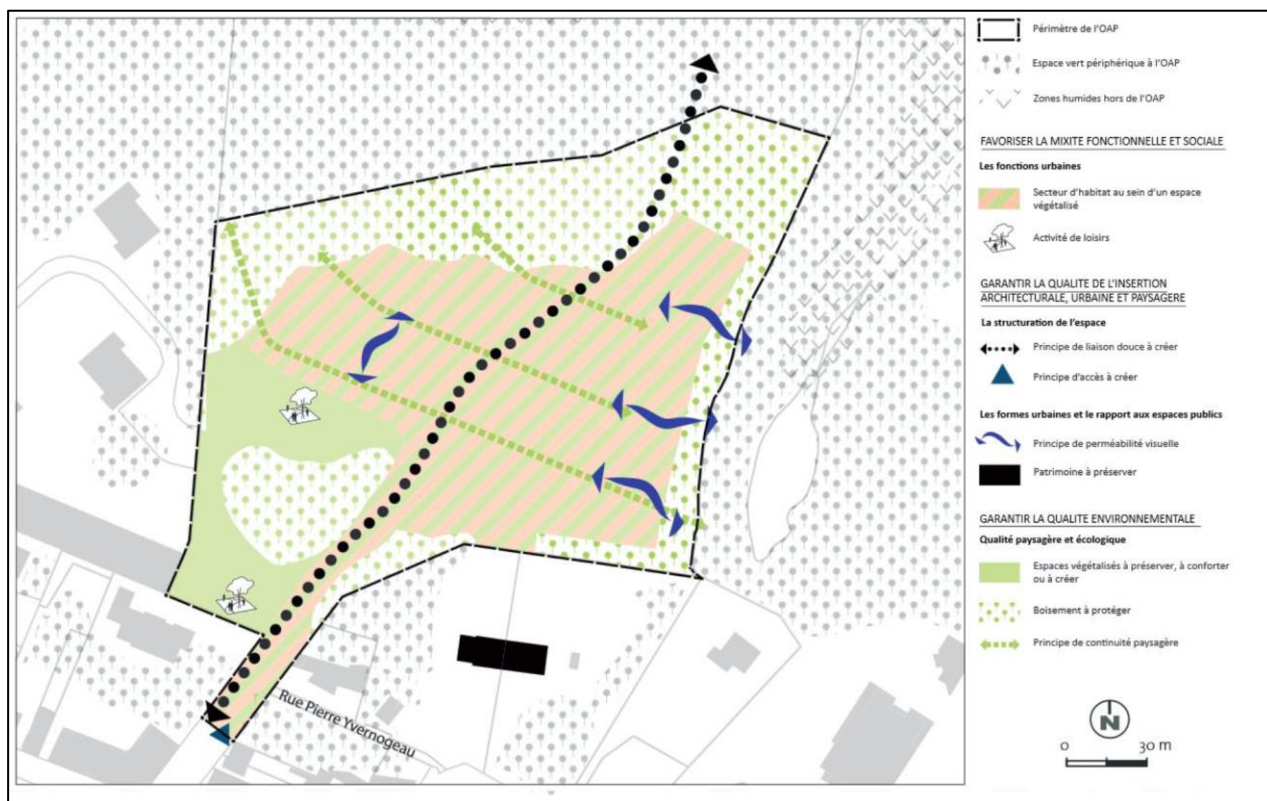 Rue Pierre Yvernogeau
Périmètre de l'OAP
Espace vert périphérique à l'OAP
Zones humides hors de l'OAP
FAVORISER LA MIXITE FONCTIONNELLE ET SOCIALE
Les fonctions urbaines
Secteur d'habitat au sein d'un espace
végétalisé
Activité de loisirs
GARANTIR LA QUALITE DE L'INSERTION
ARCHITECTURALE, URBAINE ET PAYSAGERE
La structuration de l'espace
Principe de liaison douce à créer
Principe d'accès à créer
Les formes urbaines et le rapport aux espaces publics
Principe de perméabilité visuelle
Patrimoine à préserver
GARANTIR LA QUALITE ENVIRONNEMENTALE
Qualité paysagère et écologique
Espaces végétalisés à préserver, à conforter
ou à créer
Boisement à protéger
Principe de continuité paysagère
N
0 30 m